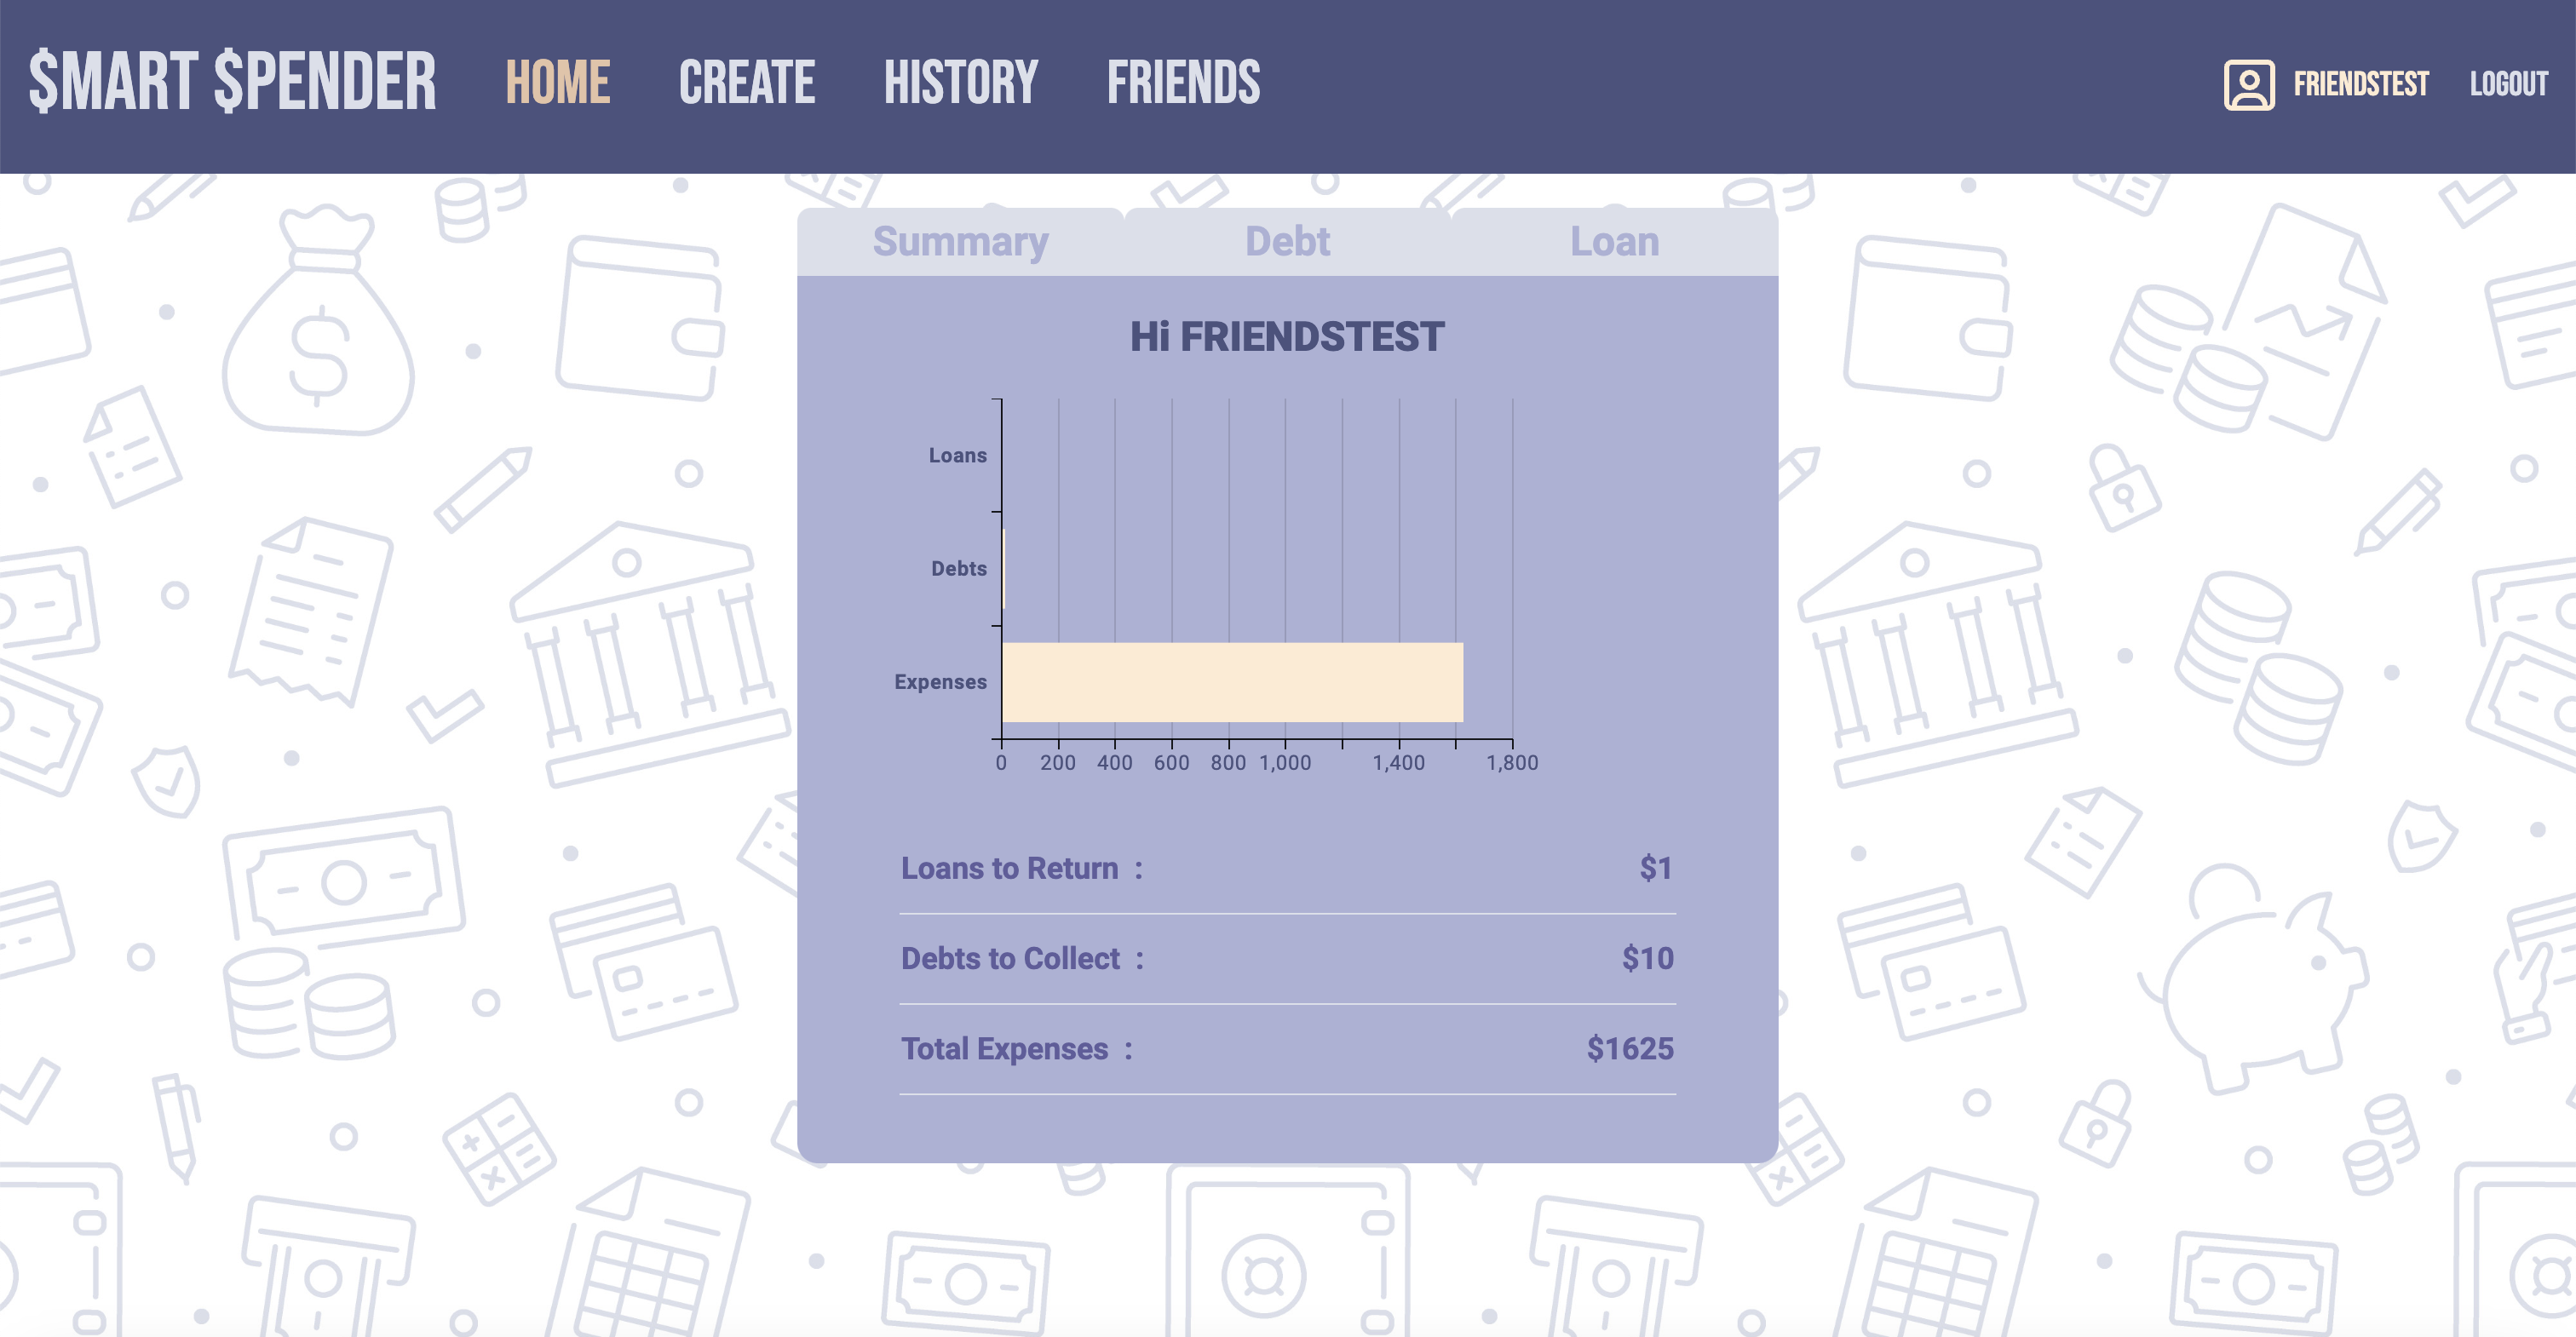 $MART $PENDER HOME CREATE HISTORY FRIENDS FRIENDSTEST LOGOUT
Summary Debt Loan
Hi FRIENDSTEST
Loans
Debts
Expenses
0 200 400 600 800 1,000 1,400 1,800
Loans to Return : $1
Debts to Collect : $10
Total Expenses : $1625